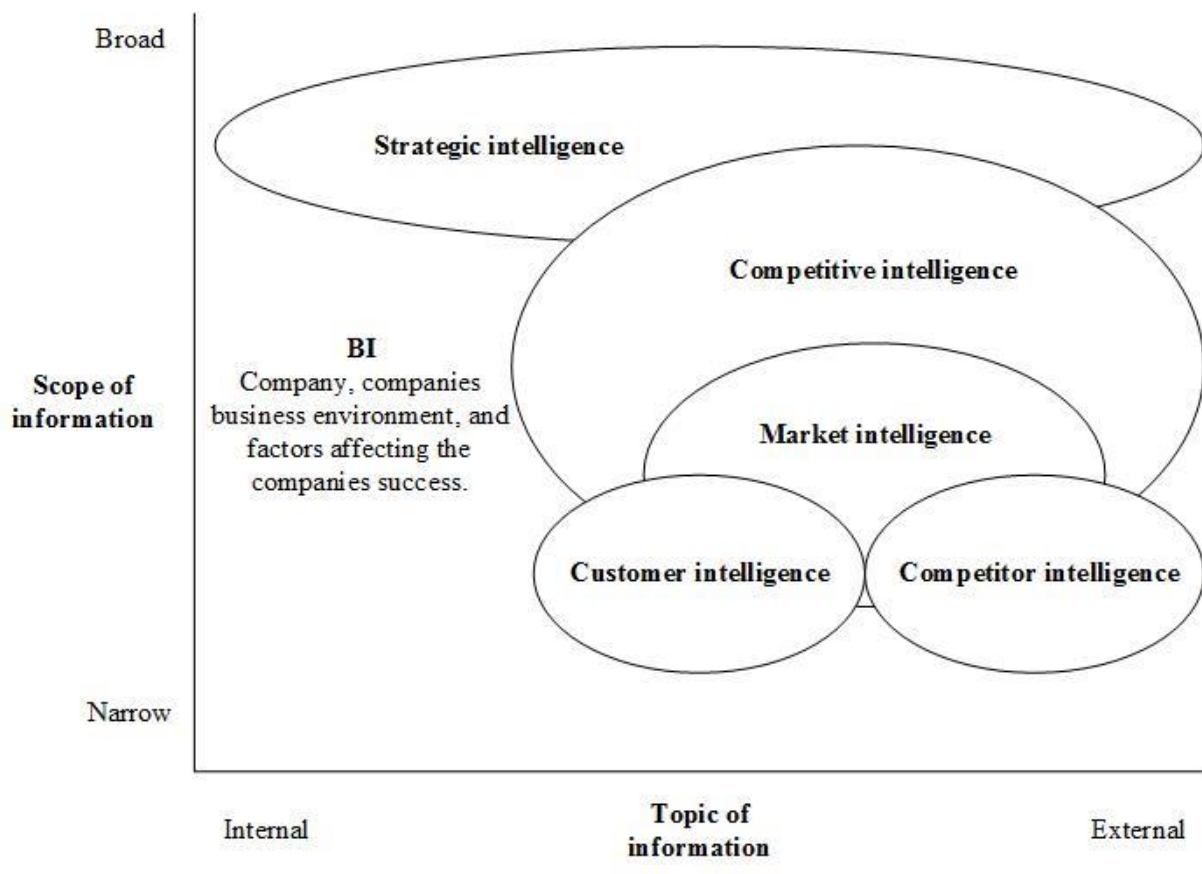 Broad
Strategic intelligence
Competitive intelligence
BI
Company, companies
business environment, and
factors affecting the
companies success.
Scope of
information
Market intelligence
Customer intelligence
Competitor intelligence
Narrow
Internal
Topic of
information
External